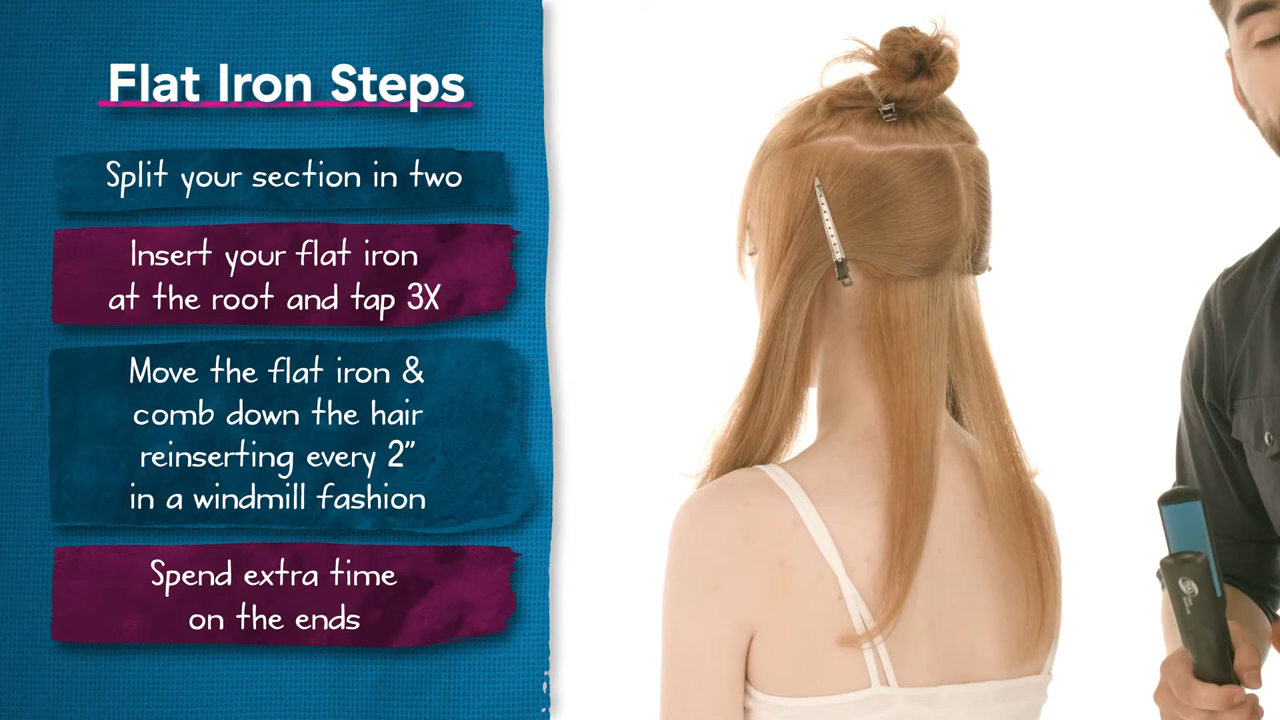 Flat Iron Steps
Split your section in two
Insert your flat iron
at the root and tap 3X
Move the flat iron &
comb down the hair
reinserting every 2"
in a windmill fashion
Spend extra time
on the ends